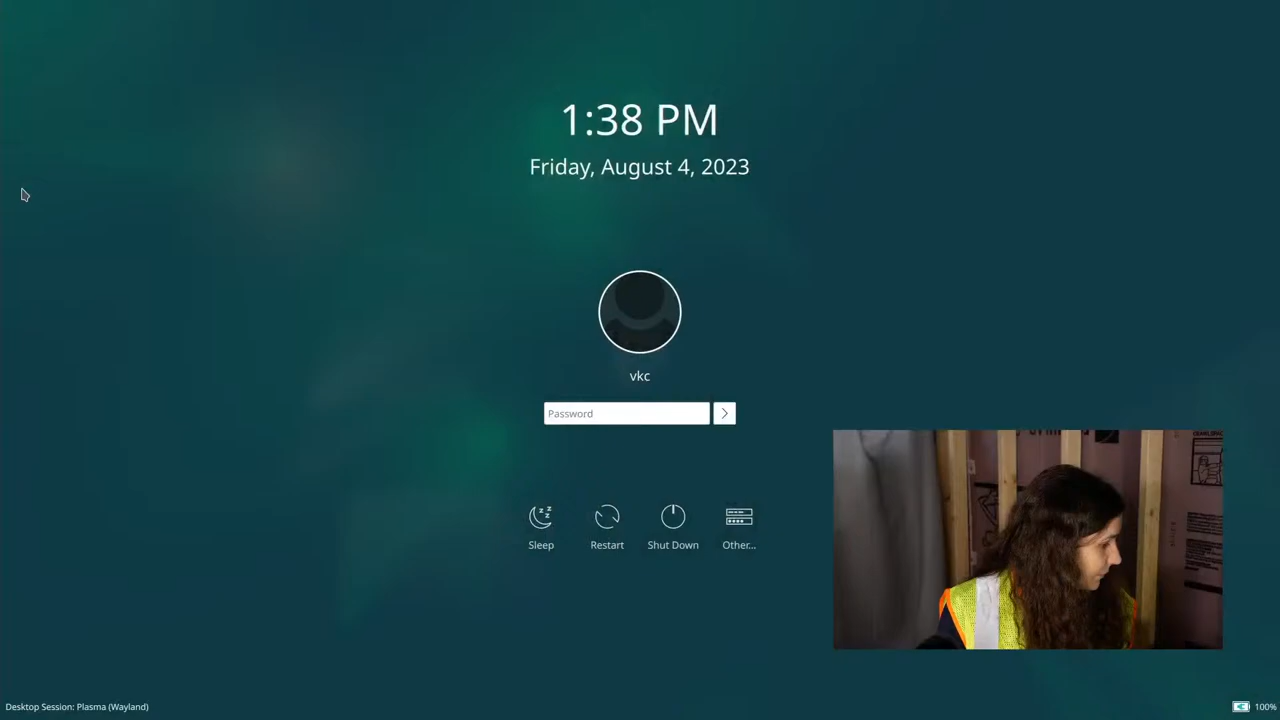 1:38 PM
Friday, August 4, 2023
vkc
Password
Sleep
Restart
Shut Down
Other...
Desktop Session: Plasma (Wayland)
100%